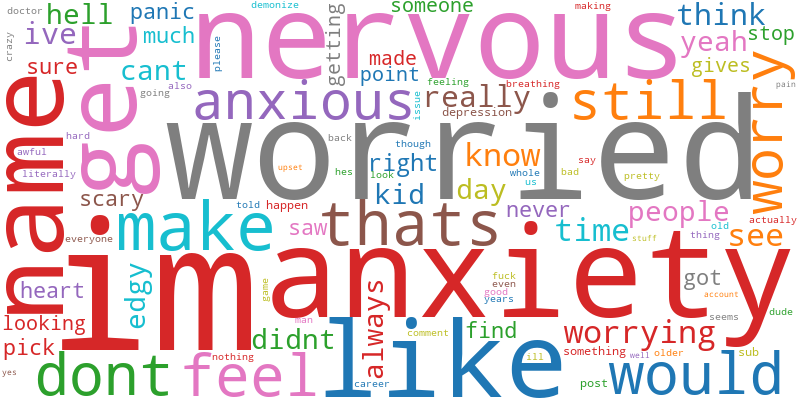 doctor
hell
panic
demonize
someone
making
think
crazy
ive
much
please
nervous
getting
made
yeah
stop
sure
cant
get
point
feeling
breathing
gives
going
also
anxious
issue
really
depression
still
pain
worry
name
hard
awful
literally
worried
back
though
right
know
whole
say
bad
us
pretty
upset
hes
look
kid
day
scary
told
happen
saw
thats
never
people
old
actually
everyone
make
time
stuff
thing
see
heart
edgy
im
anxiety
game
always
fuck
even
good
years
got
account
seems
dude
looking
pick
man
didnt
comment
find
worrying
something
well
older
sub
yes
dont
feel
nothing
career
like
ill
post
would